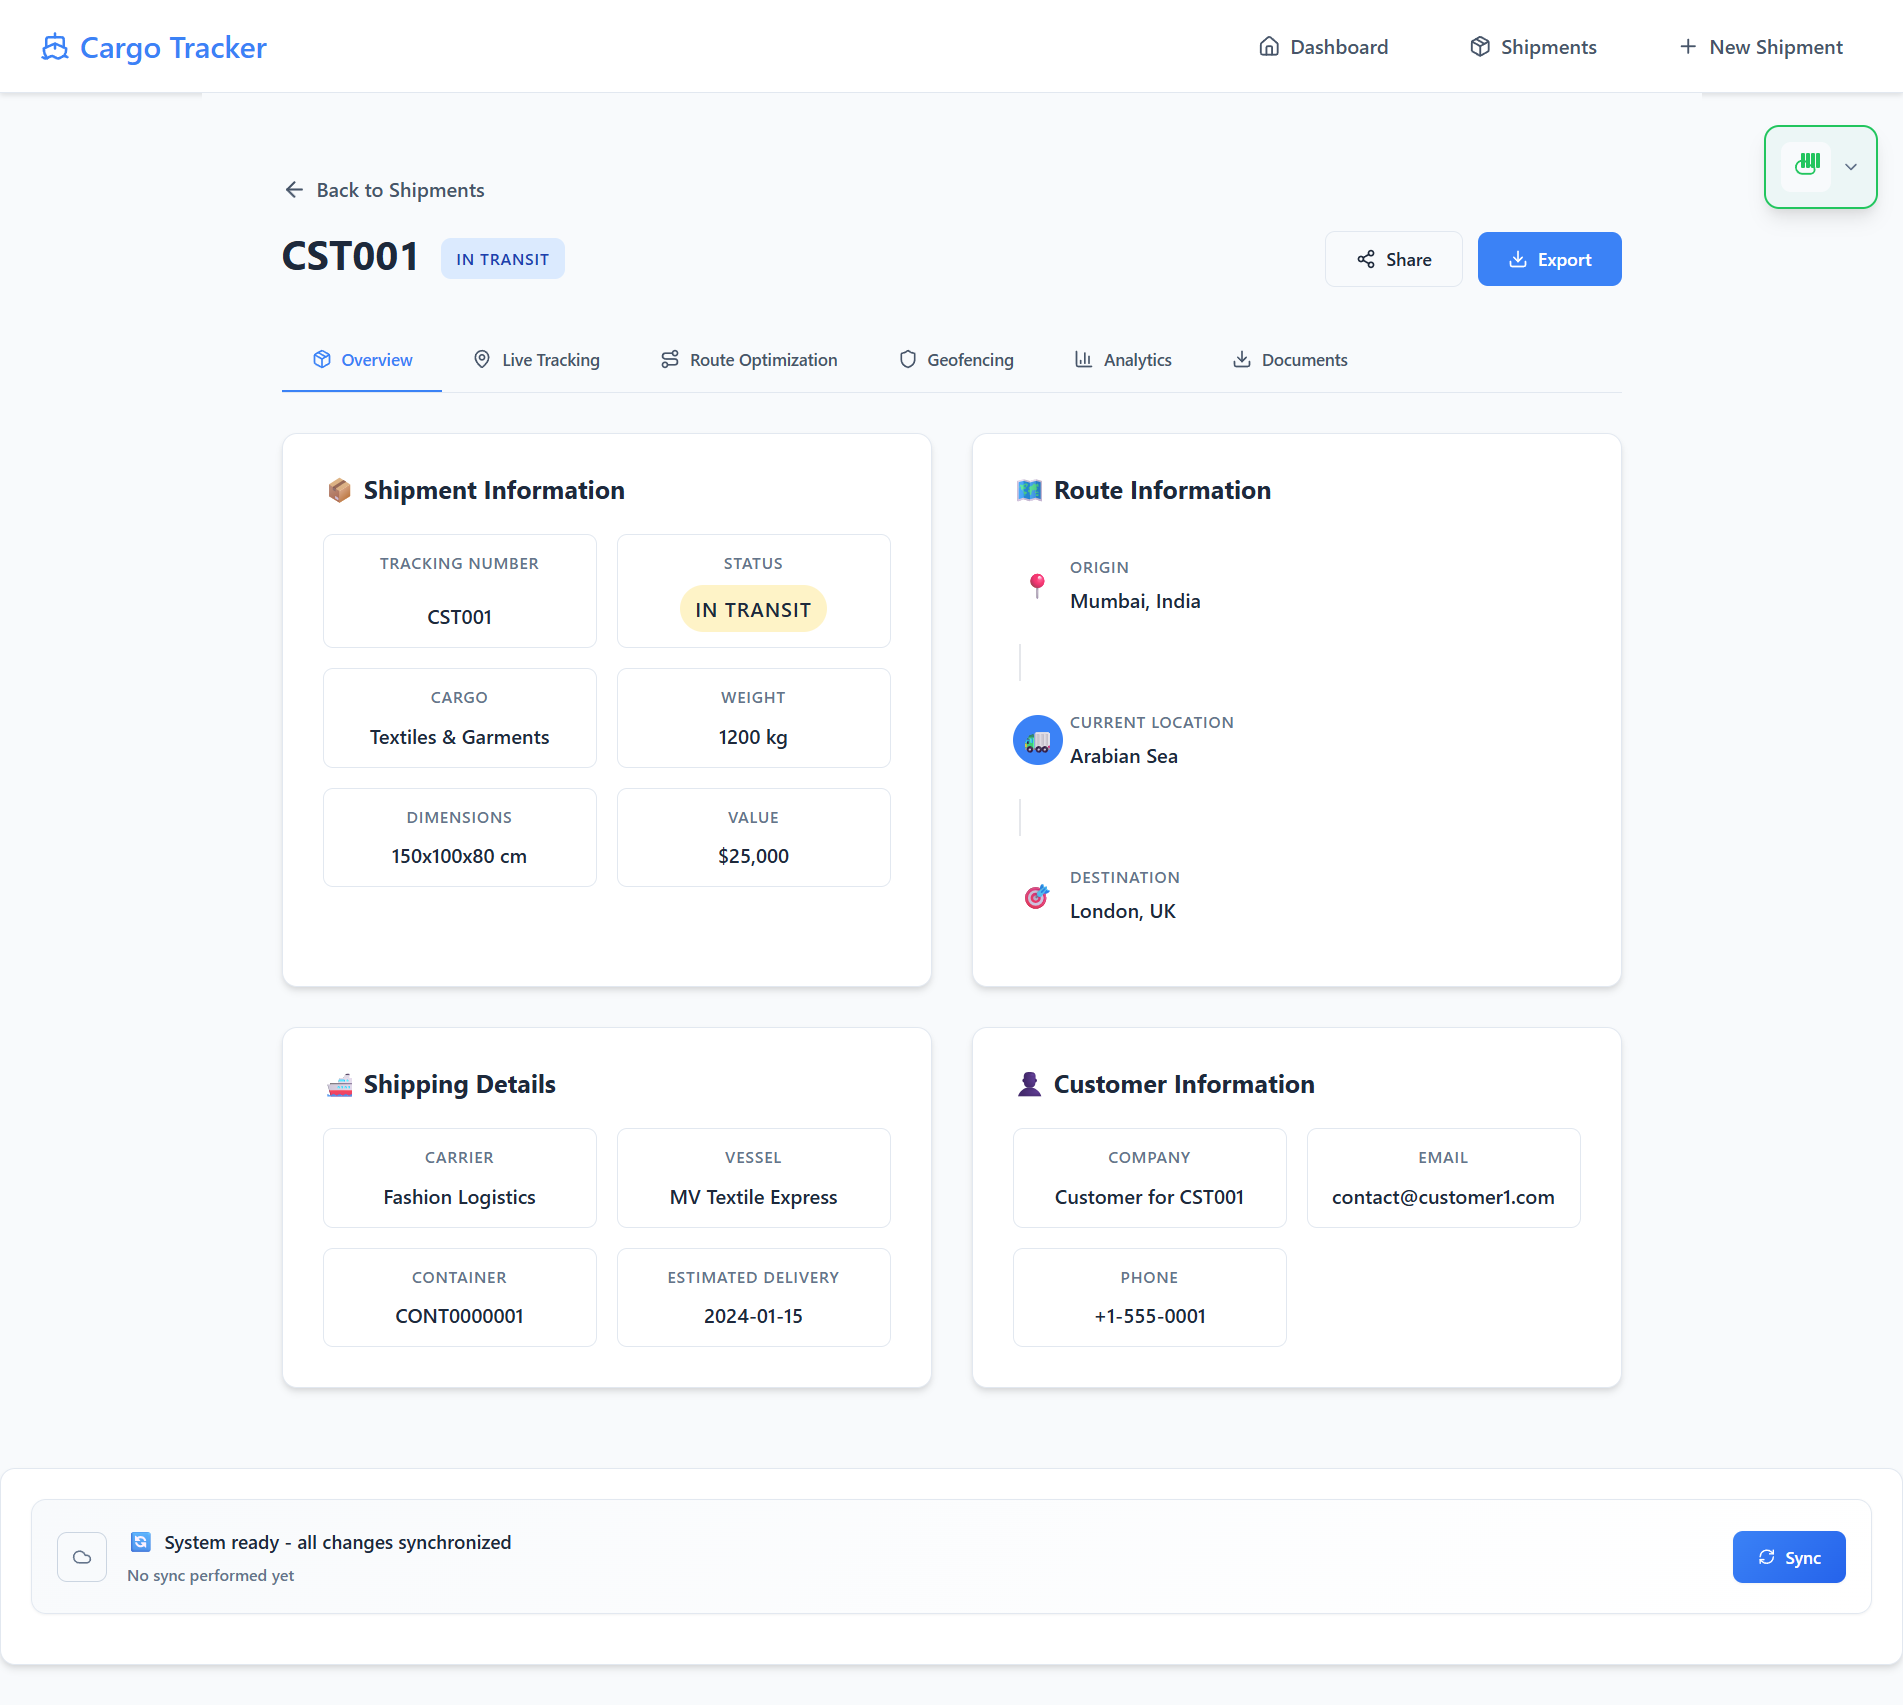 Cargo Tracker
Dashboard
Shipments
New Shipment
Back to Shipments
CST001
IN TRANSIT
Share
Export
Overview
Live Tracking
Route Optimization
Geofencing
Analytics
Documents
Shipment Information
TRACKING NUMBER
CST001
STATUS
IN TRANSIT
CARGO
Textiles & Garments
WEIGHT
1200 kg
DIMENSIONS
150x100x80 cm
VALUE
$25,000
Route Information
ORIGIN
Mumbai, India
CURRENT LOCATION
Arabian Sea
DESTINATION
London, UK
Shipping Details
CARRIER
Fashion Logistics
VESSEL
MV Textile Express
CONTAINER
CONT0000001
ESTIMATED DELIVERY
2024-01-15
Customer Information
COMPANY
Customer for CST001
EMAIL
contact@customer1.com
PHONE
+1-555-0001
System ready - all changes synchronized
No sync performed yet
Sync